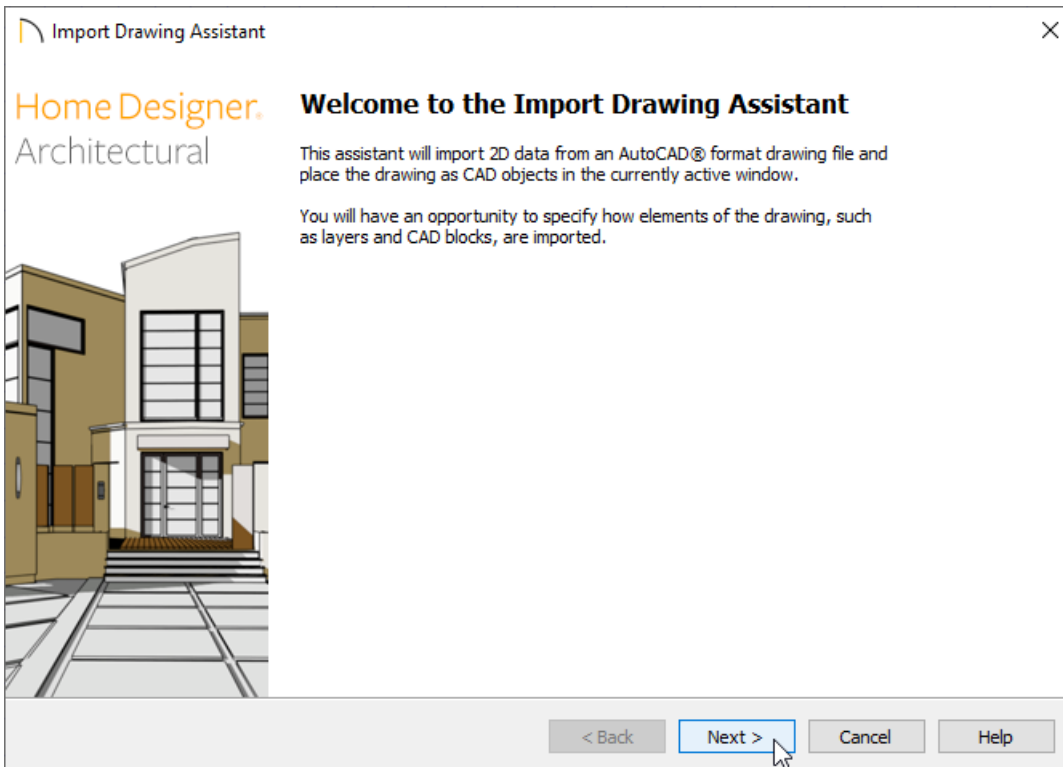 Import Drawing Assistant
Home Designer®
Architectural
Welcome to the Import Drawing Assistant
This assistant will import 2D data from an AutoCAD® format drawing file and
place the drawing as CAD objects in the currently active window.
You will have an opportunity to specify how elements of the drawing, such
as layers and CAD blocks, are imported.
< Back
Next >
Cancel
Help